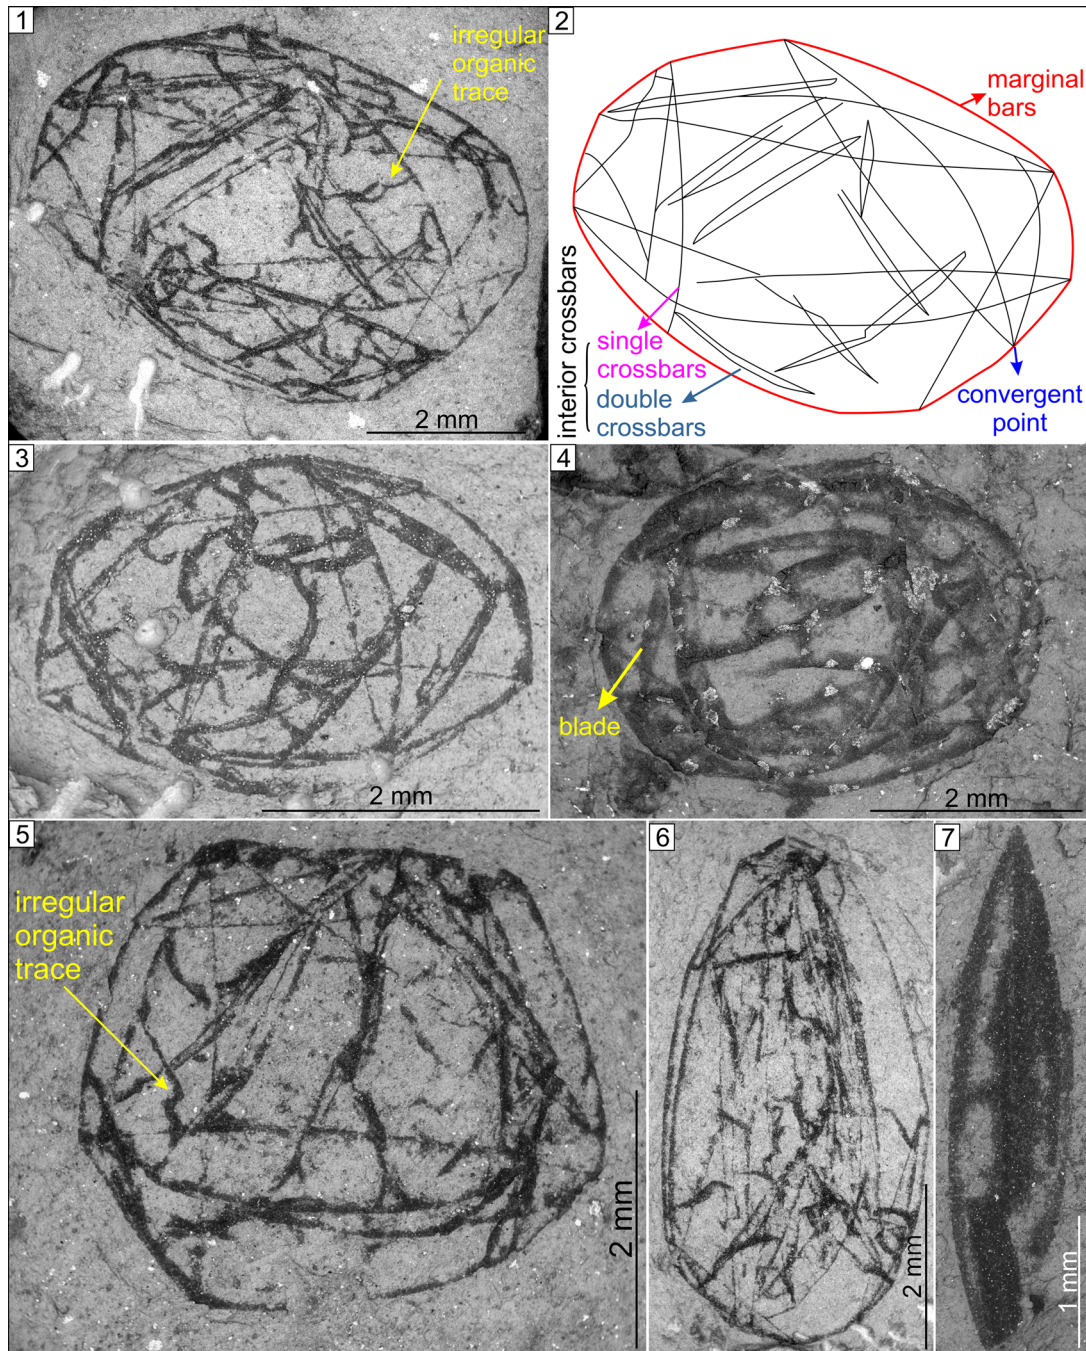 1
irregular
organic
trace
2 mm
2
marginal
bars
interior crossbars
single
crossbars
double
crossbars
convergent
point
3
2 mm
4
blade
2 mm
5
irregular
organic
trace
2 mm
6
2 mm
7
1 mm